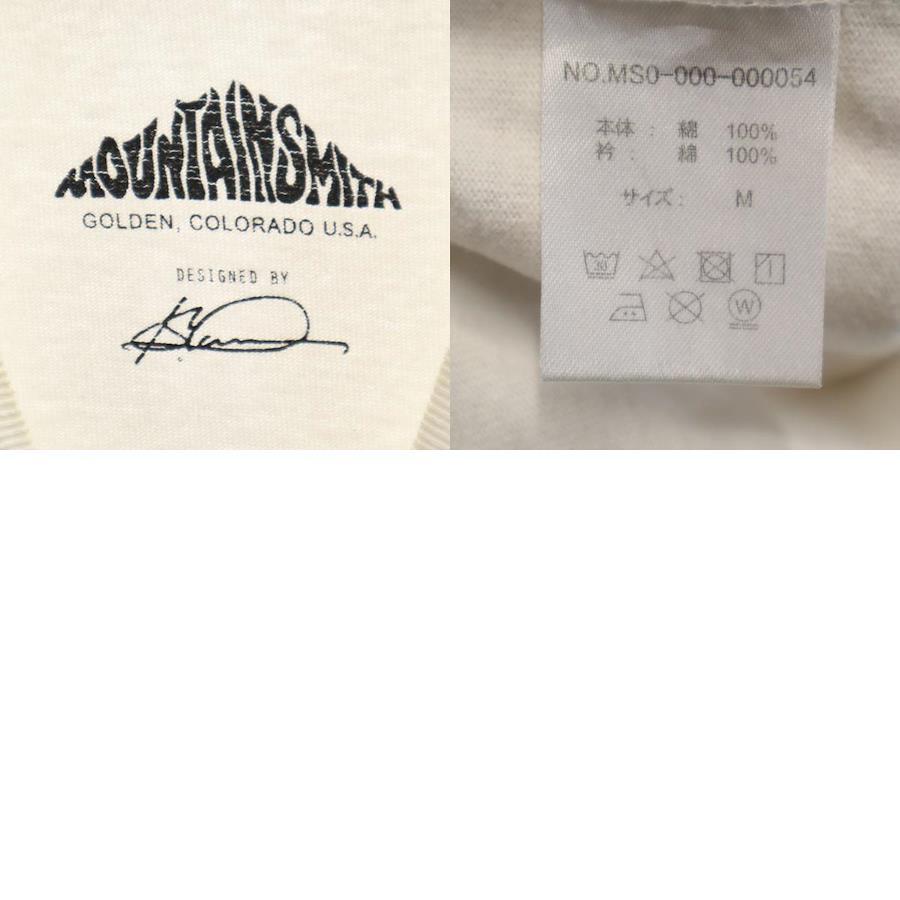 MOUNTAINSMITH
GOLDEN, COLORADO U.S.A.
DESIGNED BY
NO.MS0-000-000054
本体 : 綿 100%
衿 : 綿 100%
サイズ : M
30
W